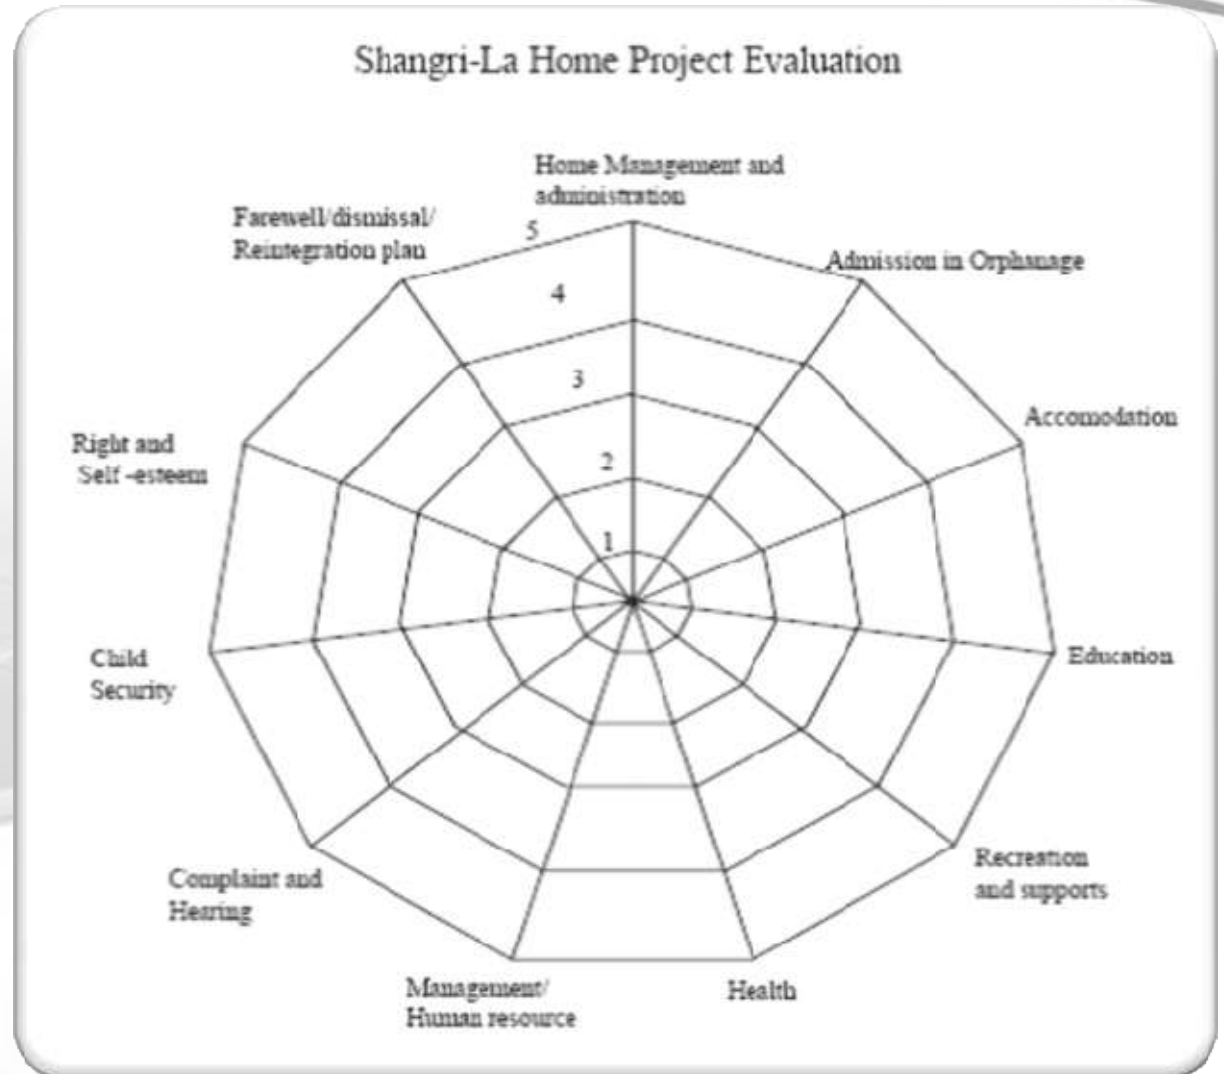 Shangri-La Home Project Evaluation
Home Management and
administration
Farewell/dismissal/
Reintegration plan
5
Admission in Orphanage
4
3
Accomodation
Right and
Self -esteem
2
1
Child
Security
Education
Recreation
and supports
Complaint and
Hearing
Management/
Human resource
Health